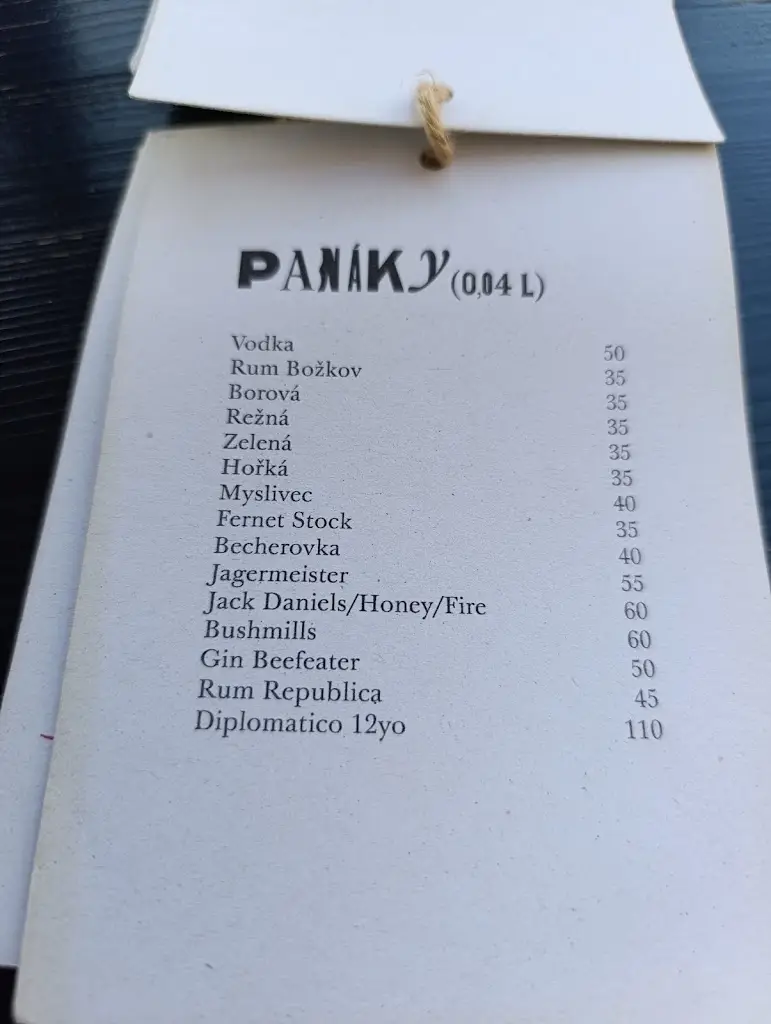 PANÁKY (0,04 L)
Vodka 50
Rum Božkov 35
Borová 35
Režná 35
Zelená 35
Hořká 35
Myslivec 40
Fernet Stock 35
Becherovka 40
Jagermeister 55
Jack Daniels/Honey/Fire 60
Bushmills 60
Gin Beefeater 50
Rum Republica 45
Diplomatico 12yo 110